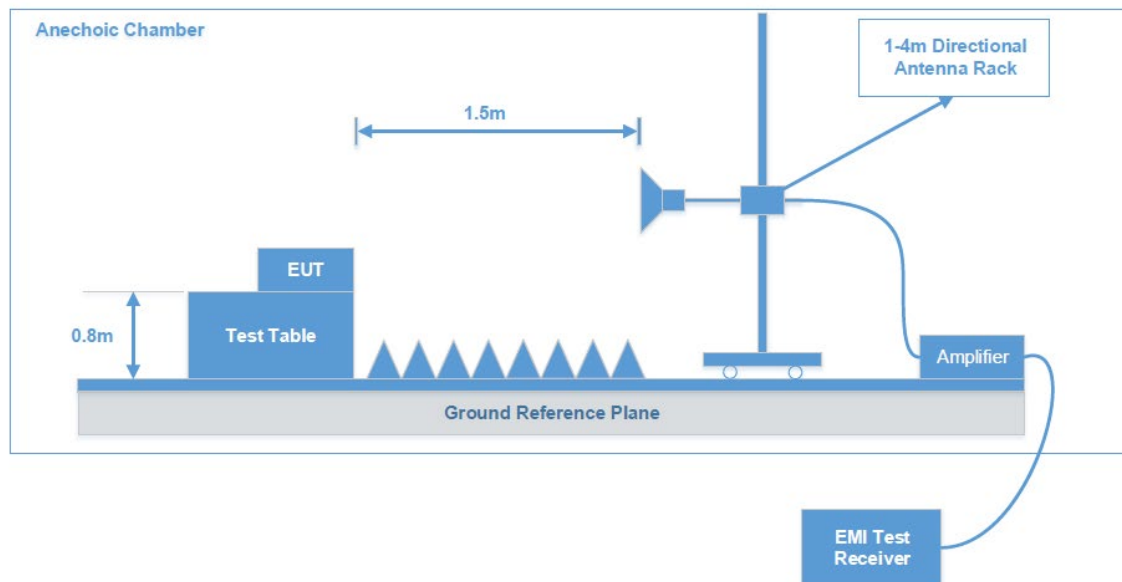 Anechoic Chamber
1-4m Directional
Antenna Rack
1.5m
EUT
0.8m
Test Table
Amplifier
Ground Reference Plane
EMI Test
Receiver